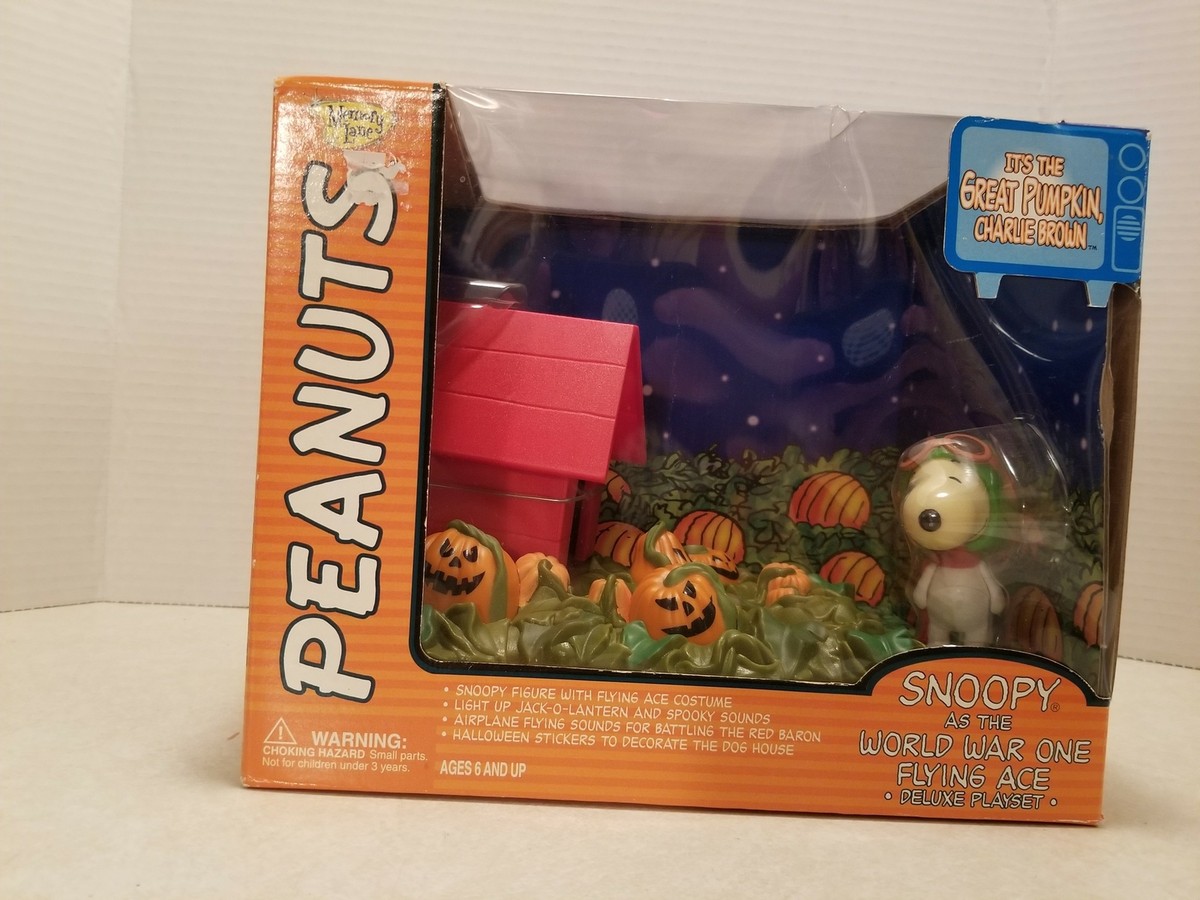 Memory
Lane
PEANUTS
IT'S THE
GREAT PUMPKIN,
CHARLIE BROWN™
• SNOOPY FIGURE WITH FLYING ACE COSTUME
• LIGHT UP JACK-O-LANTERN AND SPOOKY SOUNDS
• AIRPLANE FLYING SOUNDS FOR BATTLING THE RED BARON
• HALLOWEEN STICKERS TO DECORATE THE DOG HOUSE
WARNING:
CHOKING HAZARD Small parts.
Not for children under 3 years.
AGES 6 AND UP
SNOOPY®
AS THE
WORLD WAR ONE
FLYING ACE
• DELUXE PLAYSET •